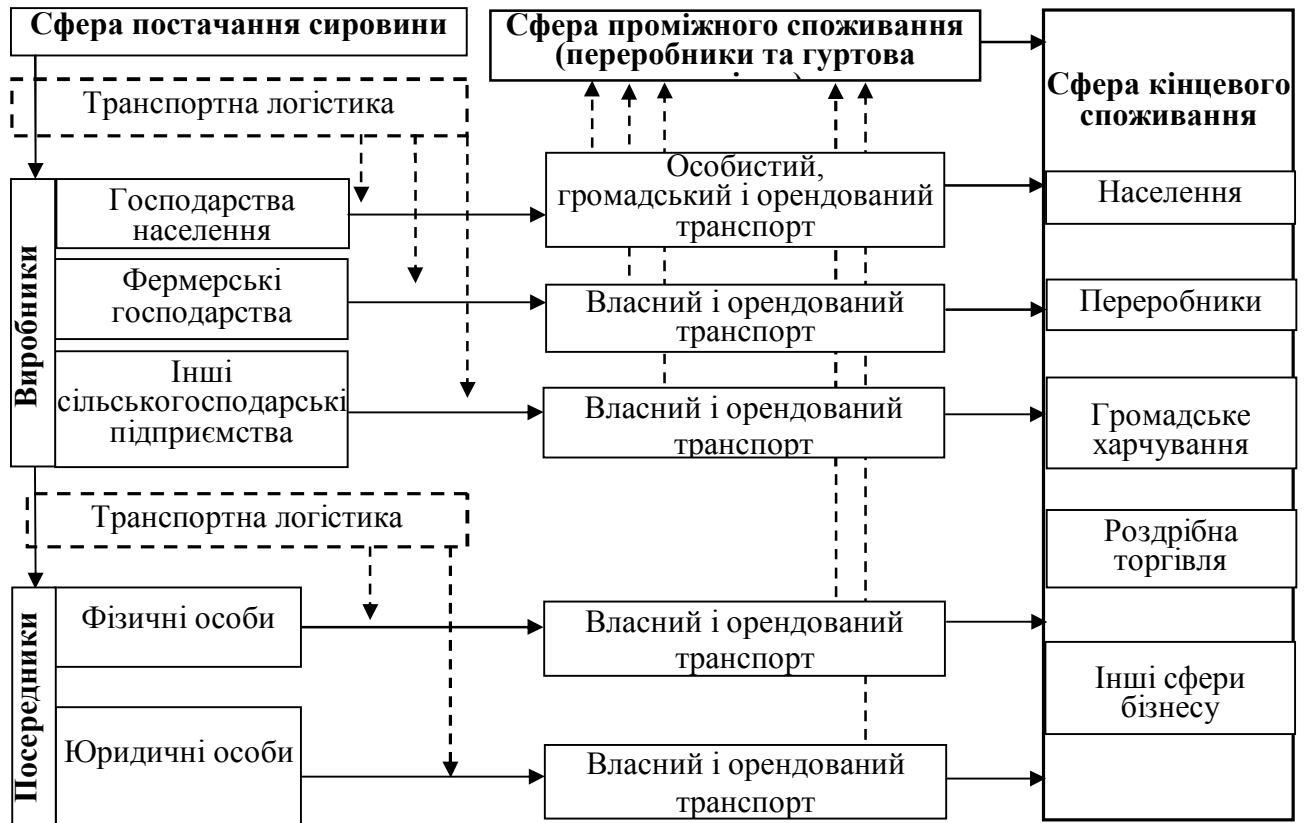 Сфера постачання сировини
Сфера проміжного споживання
(переробники та гуртова
Сфера кінцевого
споживання
Транспортна логістика
Виробники
Господарства
населення
Особистий,
громадський і орендований
транспорт
Населення
Фермерські
господарства
Власний і орендований
транспорт
Переробники
Інші
сільськогосподарські
підприємства
Власний і орендований
транспорт
Громадське
харчування
Транспортна логістика
Роздрібна
торгівля
Посередники
Фізичні особи
Власний і орендований
транспорт
Інші сфери
бізнесу
Юридичні особи
Власний і орендований
транспорт